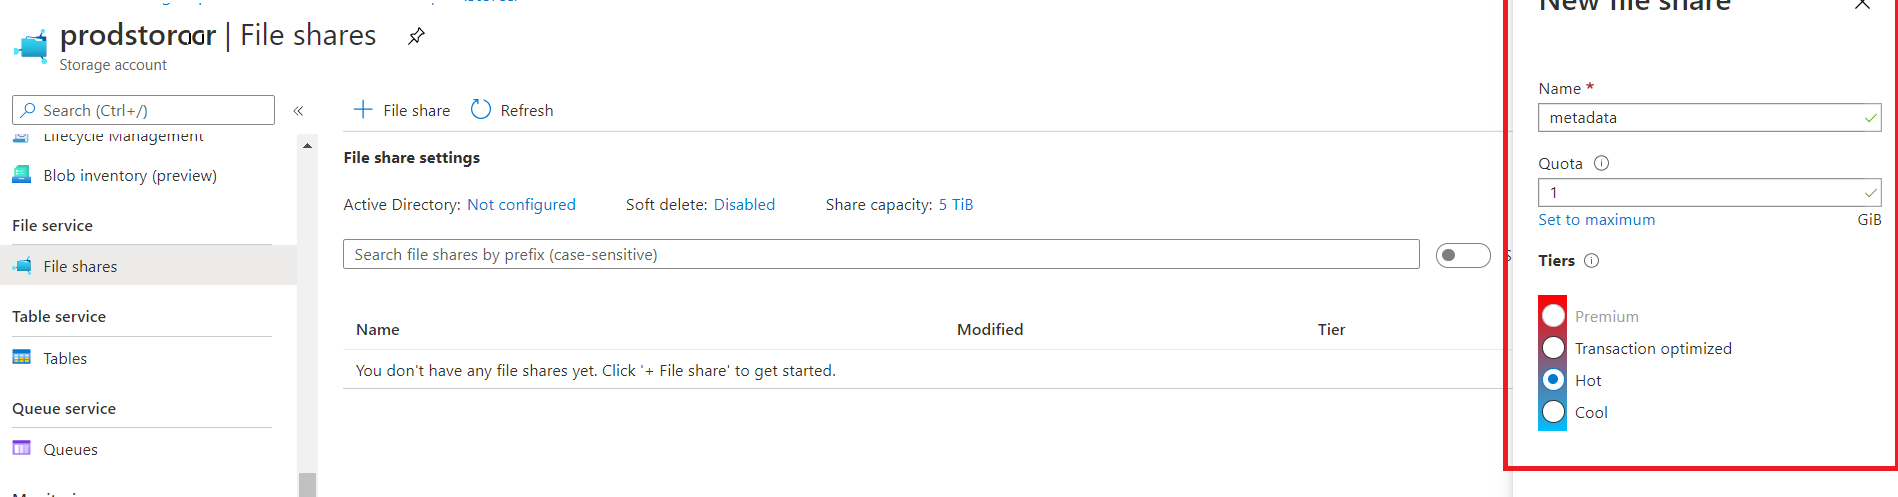 | File shares
Storage account
Search (Ctrl+/)
«
Lifecycle Management
Blob inventory (preview)
File service
File shares
Table service
Tables
Queue service
Queues
+ File share
Refresh
File share settings
Active Directory: Not configured
Soft delete: Disabled
Share capacity: 5 TiB
Search file shares by prefix (case-sensitive)
Name
Modified
Tier
You don't have any file shares yet. Click '+ File share' to get started.
New file share
Name *
metadata
Quota
1
Set to maximum
GiB
Tiers
Premium
Transaction optimized
Hot
Cool